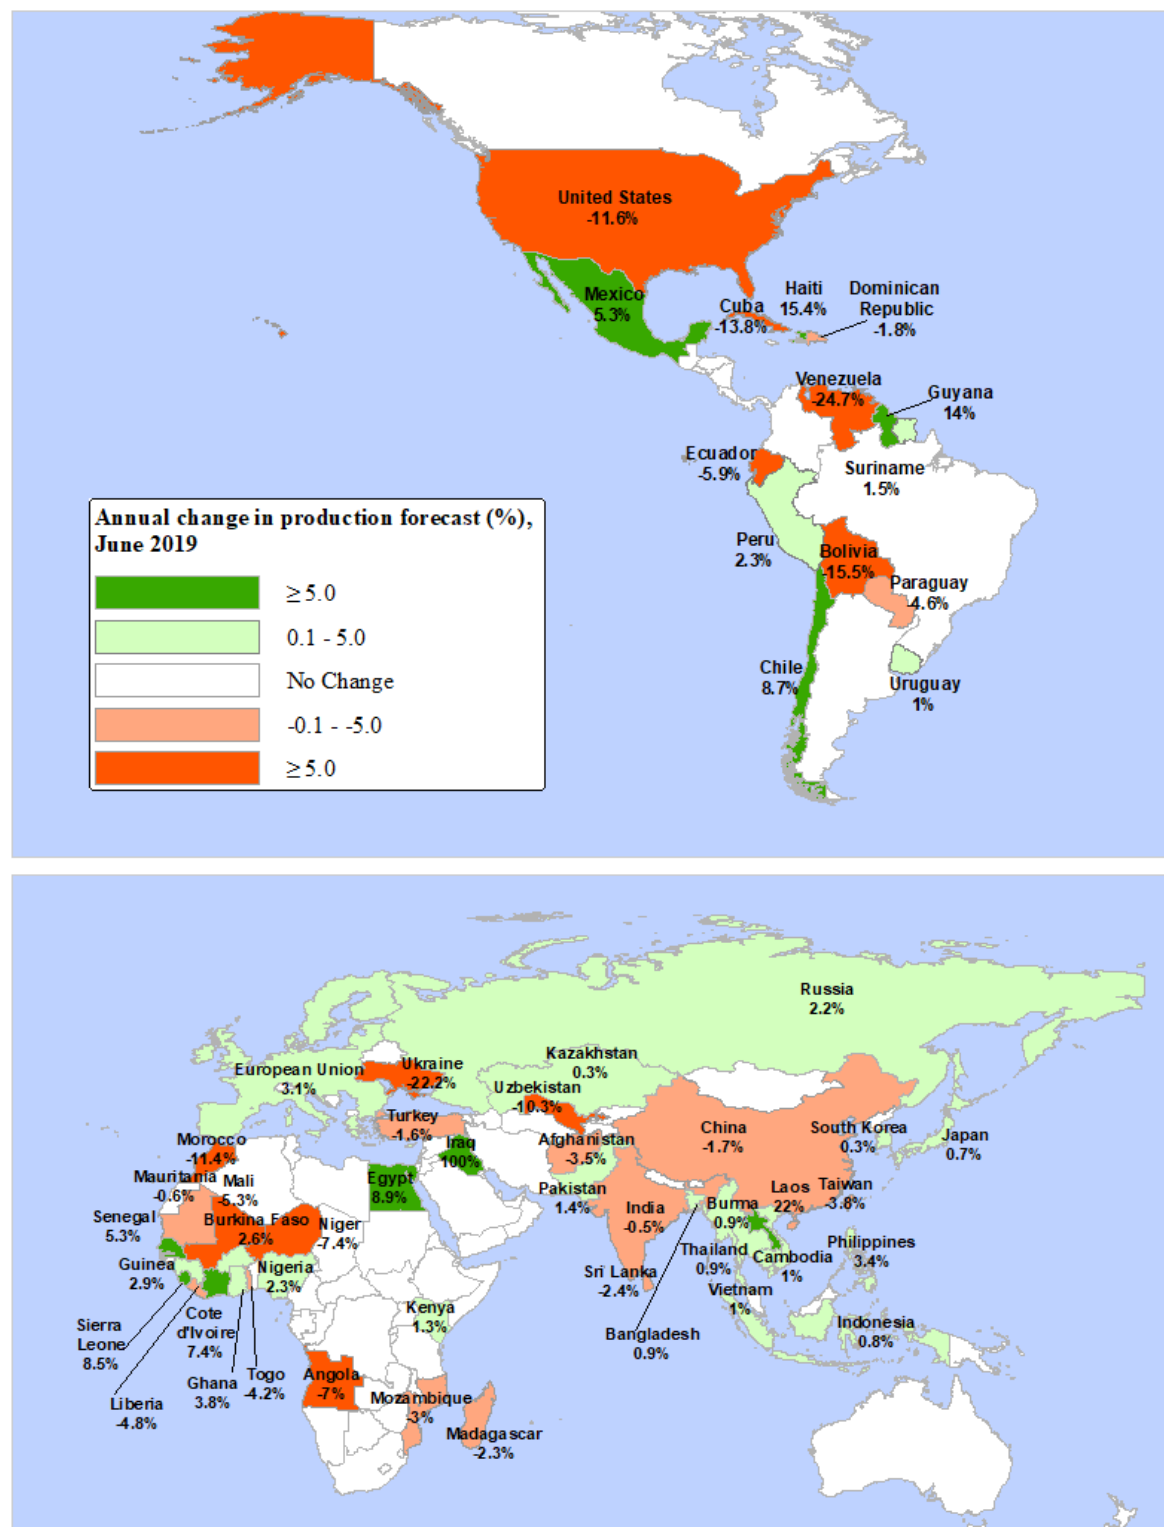 United States
-11.6%
Mexico
5.3%
Cuba
-13.8%
Haiti
15.4%
Dominican
Republic
-1.8%
Venezuela
-24.7%
Guyana
14%
Ecuador
-5.9%
Suriname
1.5%
Peru
2.3%
Bolivia
-15.5%
Paraguay
-4.6%
Chile
8.7%
Uruguay
1%
Annual change in production forecast (%),
June 2019
≥ 5.0
0.1 - 5.0
No Change
-0.1 - -5.0
≥ 5.0
Russia
2.2%
European Union
3.1%
Ukraine
-22.2%
Kazakhstan
0.3%
Uzbekistan
-10.3%
Turkey
-1.6%
China
-1.7%
South Korea
0.3%
Japan
0.7%
Morocco
-11.4%
Iraq
100%
Afghanistan
-3.5%
Mauritania
-0.6%
Mali
-5.3%
Egypt
8.9%
Pakistan
1.4%
India
-0.5%
Burma
0.9%
Laos
22%
Taiwan
-3.8%
Senegal
5.3%
Burkina Faso
2.6%
Niger
-7.4%
Guinea
2.9%
Nigeria
2.3%
Sri Lanka
-2.4%
Thailand
0.9%
Cambodia
1%
Philippines
3.4%
Vietnam
1%
Sierra
Leone
8.5%
Cote
d'Ivoire
7.4%
Kenya
1.3%
Bangladesh
0.9%
Indonesia
0.8%
Liberia
-4.8%
Ghana
3.8%
Togo
-4.2%
Angola
-7%
Mozambique
-3%
Madagascar
-2.3%